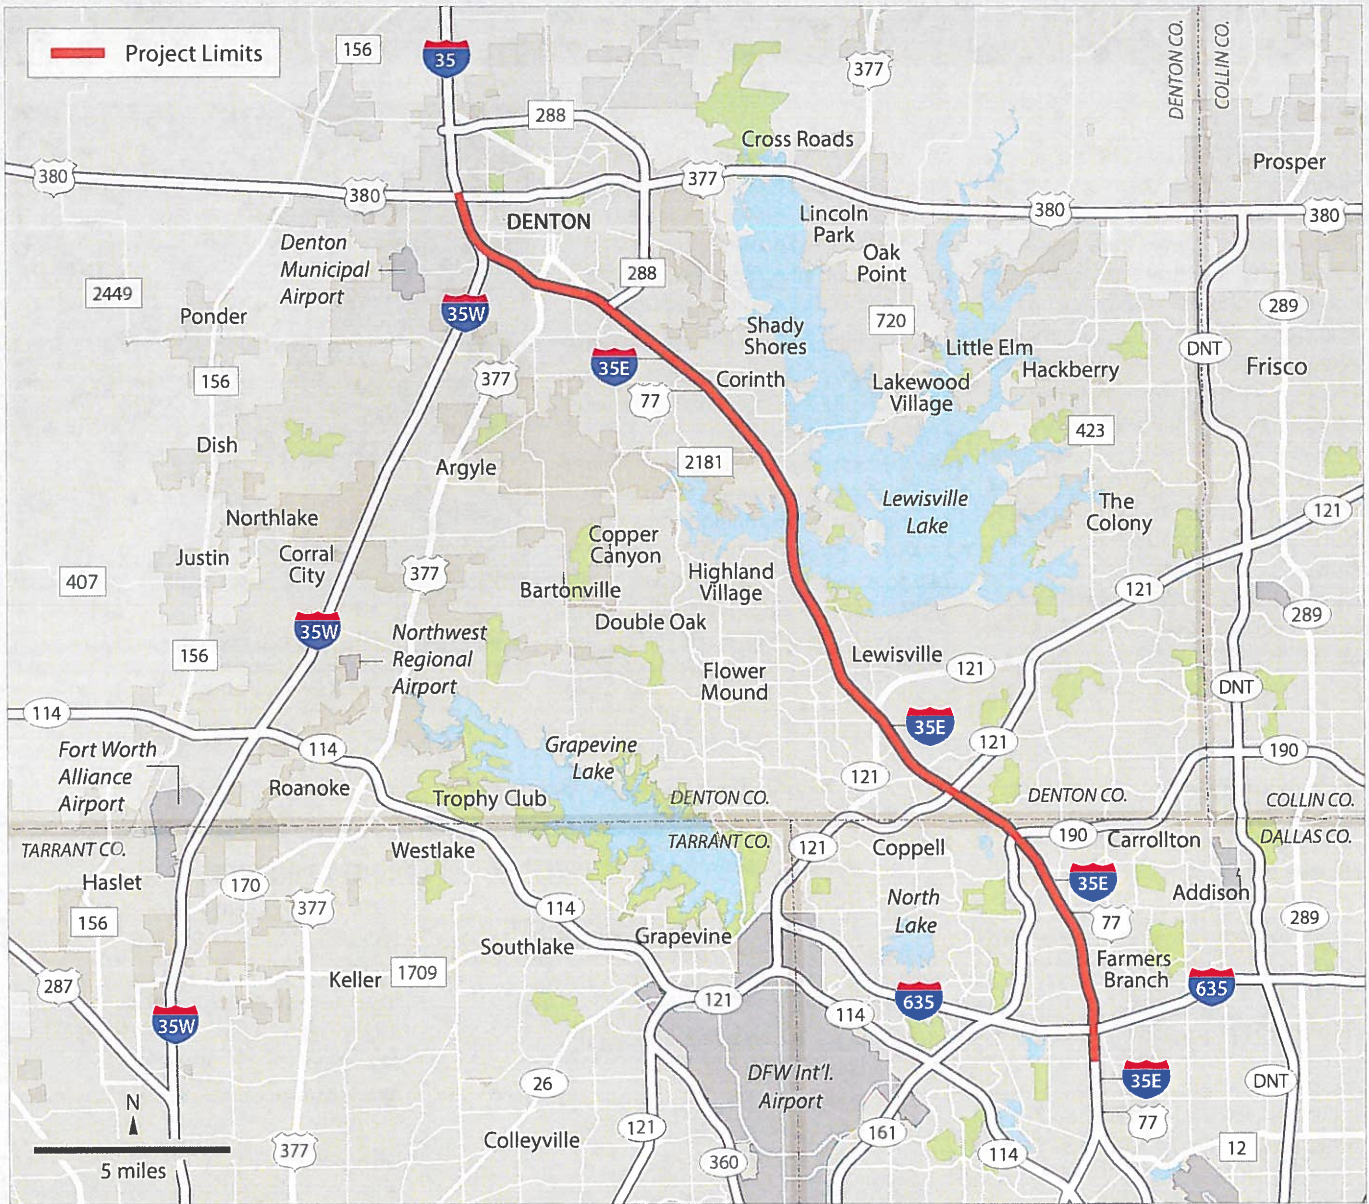 Project Limits
156
35
377
DENTON CO.
COLLIN CO.
288
Cross Roads
Prosper
380
380
377
380
380
DENTON
Lincoln
Park
Oak
Point
Denton
Municipal
Airport
288
2449
Ponder
35W
720
289
Shady
Shores
Little Elm
DNT
Hackberry
Frisco
156
377
35E
77
Corinth
Lakewood
Village
423
Dish
Argyle
2181
Lewisville
Lake
The
Colony
121
Northlake
Justin
Corral
City
Copper
Canyon
407
377
Bartonville
Highland
Village
121
289
Double Oak
35W
156
Northwest
Regional
Airport
Lewisville
121
Flower
Mound
DNT
114
35E
121
190
Fort Worth
Alliance
Airport
114
Roanoke
Grapevine
Lake
121
Trophy Club
DENTON CO.
DENTON CO.
COLLIN CO.
TARRANT CO.
Westlake
TARRANT CO.
121
Coppell
190
Carrollton
DALLAS CO.
Haslet
170
377
35E
Addison
156
114
North
Lake
77
289
Southlake
Grapevine
Farmers
Branch
Keller
1709
287
121
635
635
35W
114
DFW Int'l.
Airport
35E
DNT
26
N
5 miles
377
Colleyville
121
360
161
114
77
12